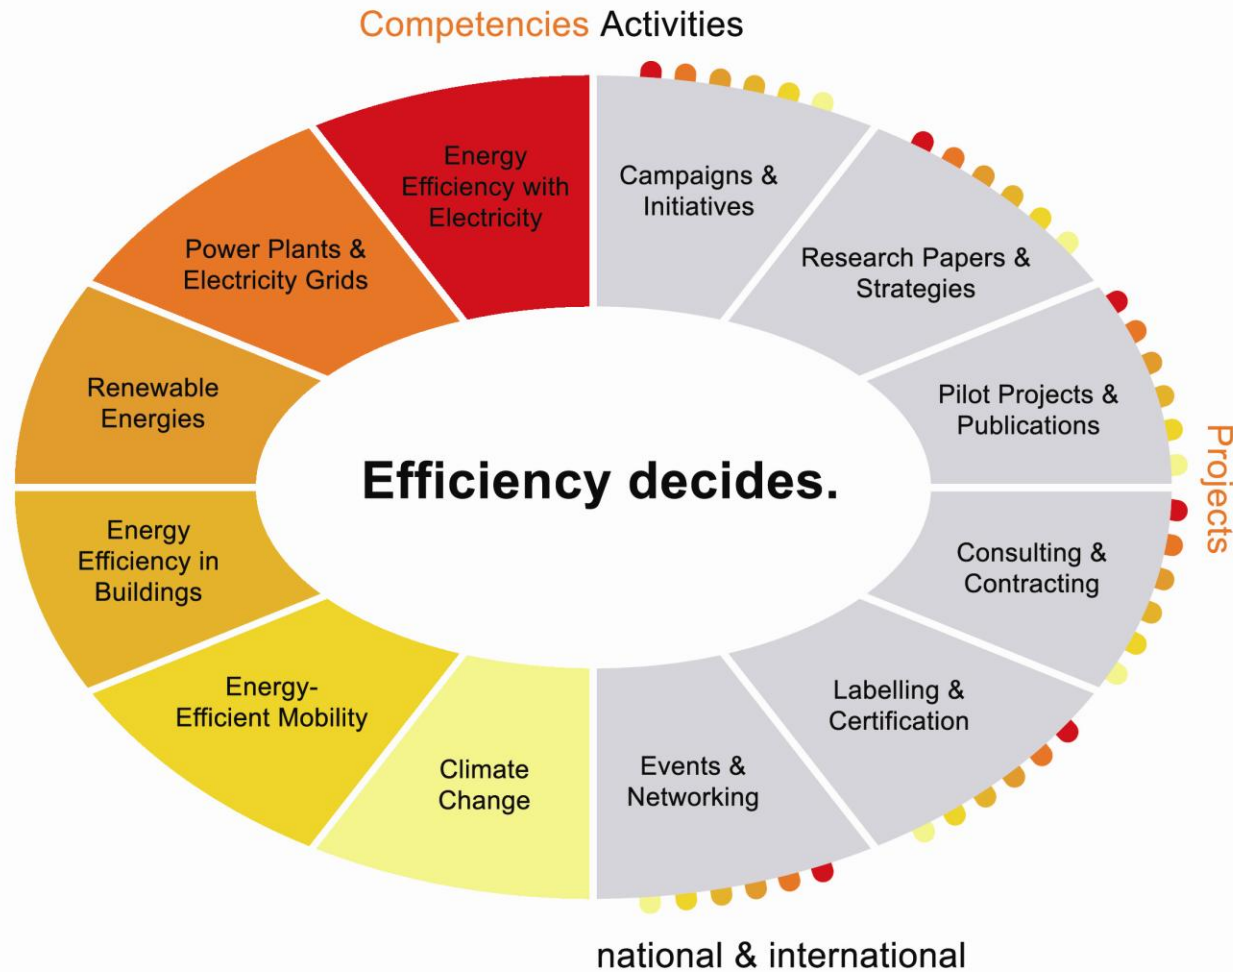 Competencies Activities
Energy
Efficiency with
Electricity
Campaigns &
Initiatives
Power Plants &
Electricity Grids
Research Papers &
Strategies
Renewable
Energies
Pilot Projects &
Publications
Projects
Efficiency decides.
Energy
Efficiency in
Buildings
Consulting &
Contracting
Energy-
Efficient Mobility
Labelling &
Certification
Climate
Change
Events &
Networking
national & international